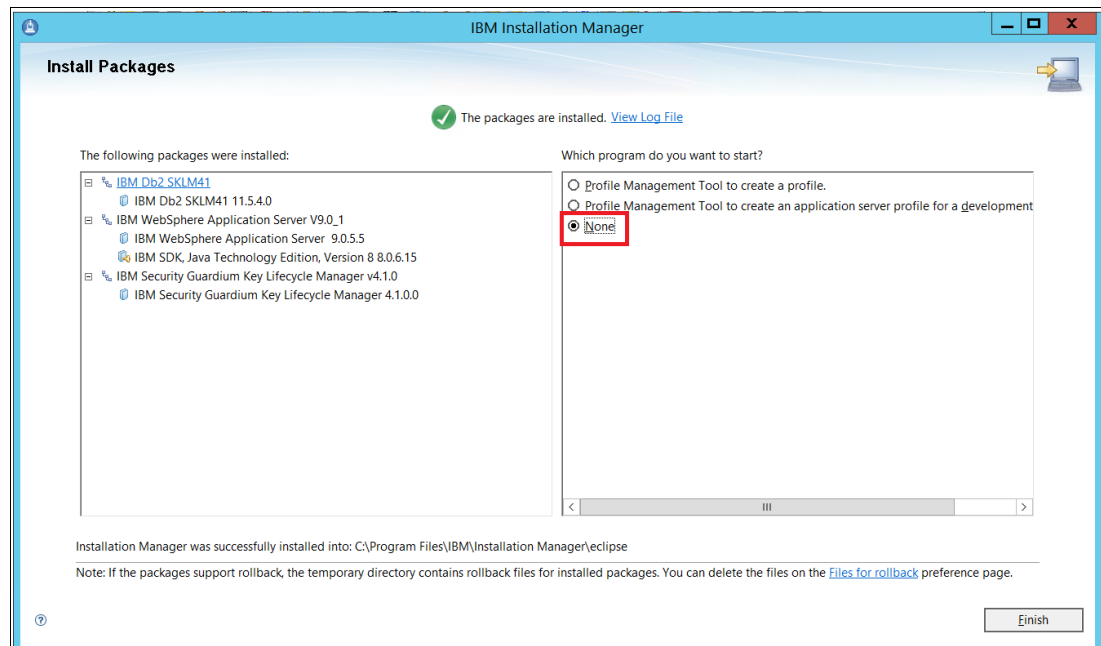 IBM Installation Manager
Install Packages
The packages are installed. View Log File
The following packages were installed:
IBM Db2 SKLM41
IBM Db2 SKLM41 11.5.4.0
IBM WebSphere Application Server V9.0_1
IBM WebSphere Application Server 9.0.5.5
IBM SDK, Java Technology Edition, Version 8 8.0.6.15
IBM Security Guardium Key Lifecycle Manager v4.1.0
IBM Security Guardium Key Lifecycle Manager 4.1.0.0
Which program do you want to start?
Profile Management Tool to create a profile.
Profile Management Tool to create an application server profile for a development
None
Installation Manager was successfully installed into: C:\Program Files\IBM\Installation Manager\eclipse
Note: If the packages support rollback, the temporary directory contains rollback files for installed packages. You can delete the files on the Files for rollback preference page.
Finish